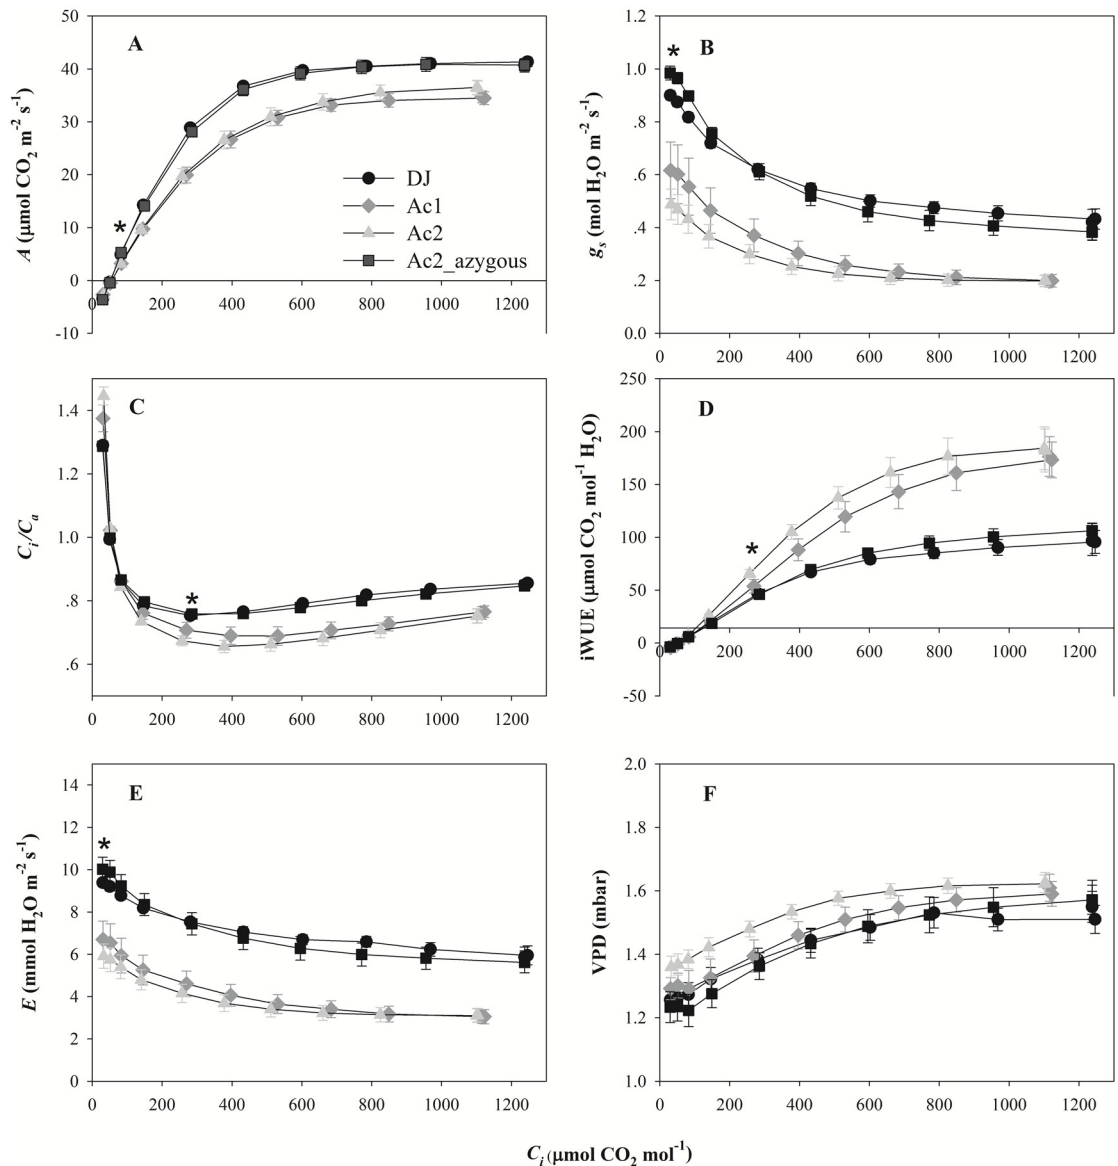 A
*
50
40
30
20
10
0
-10
A (μmol CO₂ m⁻² s⁻¹)
DJ
Ac1
Ac2
Ac2_azygous
0 200 400 600 800 1000 1200
B
*
1.2
1.0
.8
.6
.4
.2
0.0
gₛ (mol H₂O m⁻² s⁻¹)
0 200 400 600 800 1000 1200
C
*
1.4
1.2
1.0
.8
.6
Cᵢ/Cₐ
0 200 400 600 800 1000 1200
D
*
250
200
150
100
50
0
-50
iWUE (μmol CO₂ mol⁻¹ H₂O)
0 200 400 600 800 1000 1200
E
*
14
12
10
8
6
4
2
0
E (mmol H₂O m⁻² s⁻¹)
0 200 400 600 800 1000 1200
F
2.0
1.8
1.6
1.4
1.2
1.0
VPD (mbar)
0 200 400 600 800 1000 1200
Cᵢ (μmol CO₂ mol⁻¹)